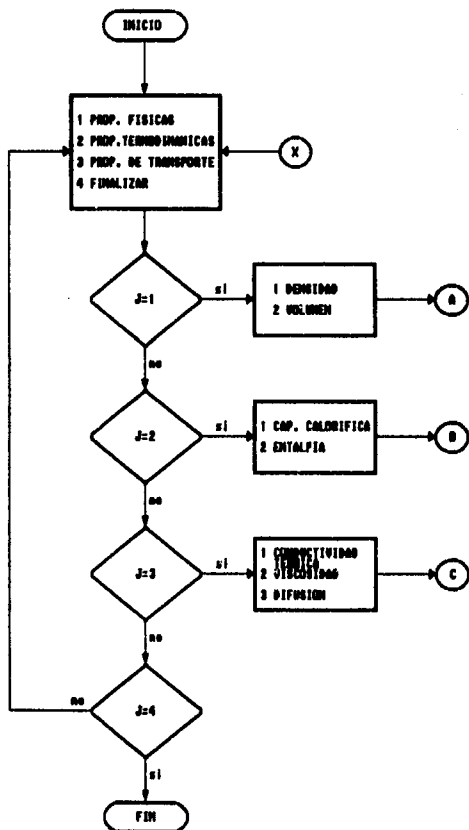 INICIO
1 PROP. FISICAS
2 PROP.TERMODINAMICAS
3 PROP. DE TRANSPORTE
4 FINALIZAR
X
J=1
si
1 DENSIDAD
2 VOLUMEN
A
no
J=2
si
1 CAP. CALORIFICA
2 ENTALPIA
B
no
J=3
si
1 CONDUCTIVIDAD
TERMICA
2 VISCOSIDAD
3 DIFUSION
C
no
J=4
no
si
FIN